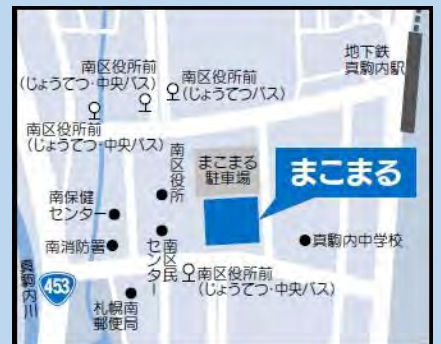 地下鉄
真駒内駅
南区役所前
(じょうてつ・中央バス)
南区役所前
(じょうてつバス)
南区役所前
(じょうてつ・中央バス)
南区役所
まこまる
駐車場
まこまる
南保健
センター
南消防署
南区民
センター
真駒内中学校
南区役所前
(じょうてつ・中央バス)
真駒内川
453
札幌南
郵便局